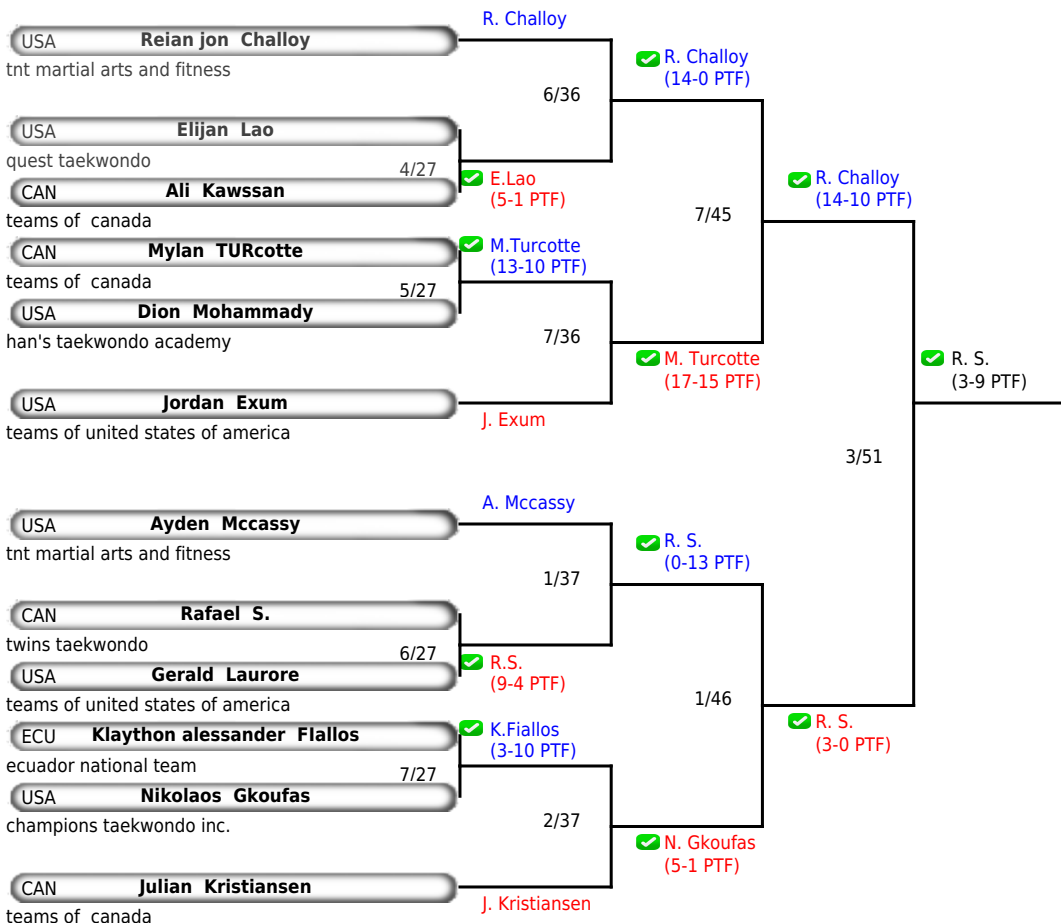 R. Challoy
USA Reian jon Challoy
tnt martial arts and fitness
R. Challoy
(14-0 PTF)
6/36
USA Elijan Lao
quest taekwondo
4/27
CAN Ali Kawssan
E.Lao
(5-1 PTF)
R. Challoy
(14-10 PTF)
teams of canada
7/45
CAN Mylan TURcotte
M.Turcotte
(13-10 PTF)
teams of canada
5/27
USA Dion Mohammady
han's taekwondo academy
7/36
M. Turcotte
(17-15 PTF)
R. S.
(3-9 PTF)
USA Jordan Exum
J. Exum
teams of united states of america
3/51
A. Mccassy
USA Ayden Mccassy
tnt martial arts and fitness
R. S.
(0-13 PTF)
1/37
CAN Rafael S.
twins taekwondo
6/27
USA Gerald Laurore
R.S.
(9-4 PTF)
teams of united states of america
1/46
ECU Klaython alessander FIallos
K.Fiallos
(3-10 PTF)
R. S.
(3-0 PTF)
ecuador national team
7/27
USA Nikolaos Gkoufas
champions taekwondo inc.
2/37
N. Gkoufas
(5-1 PTF)
CAN Julian Kristiansen
J. Kristiansen
teams of canada